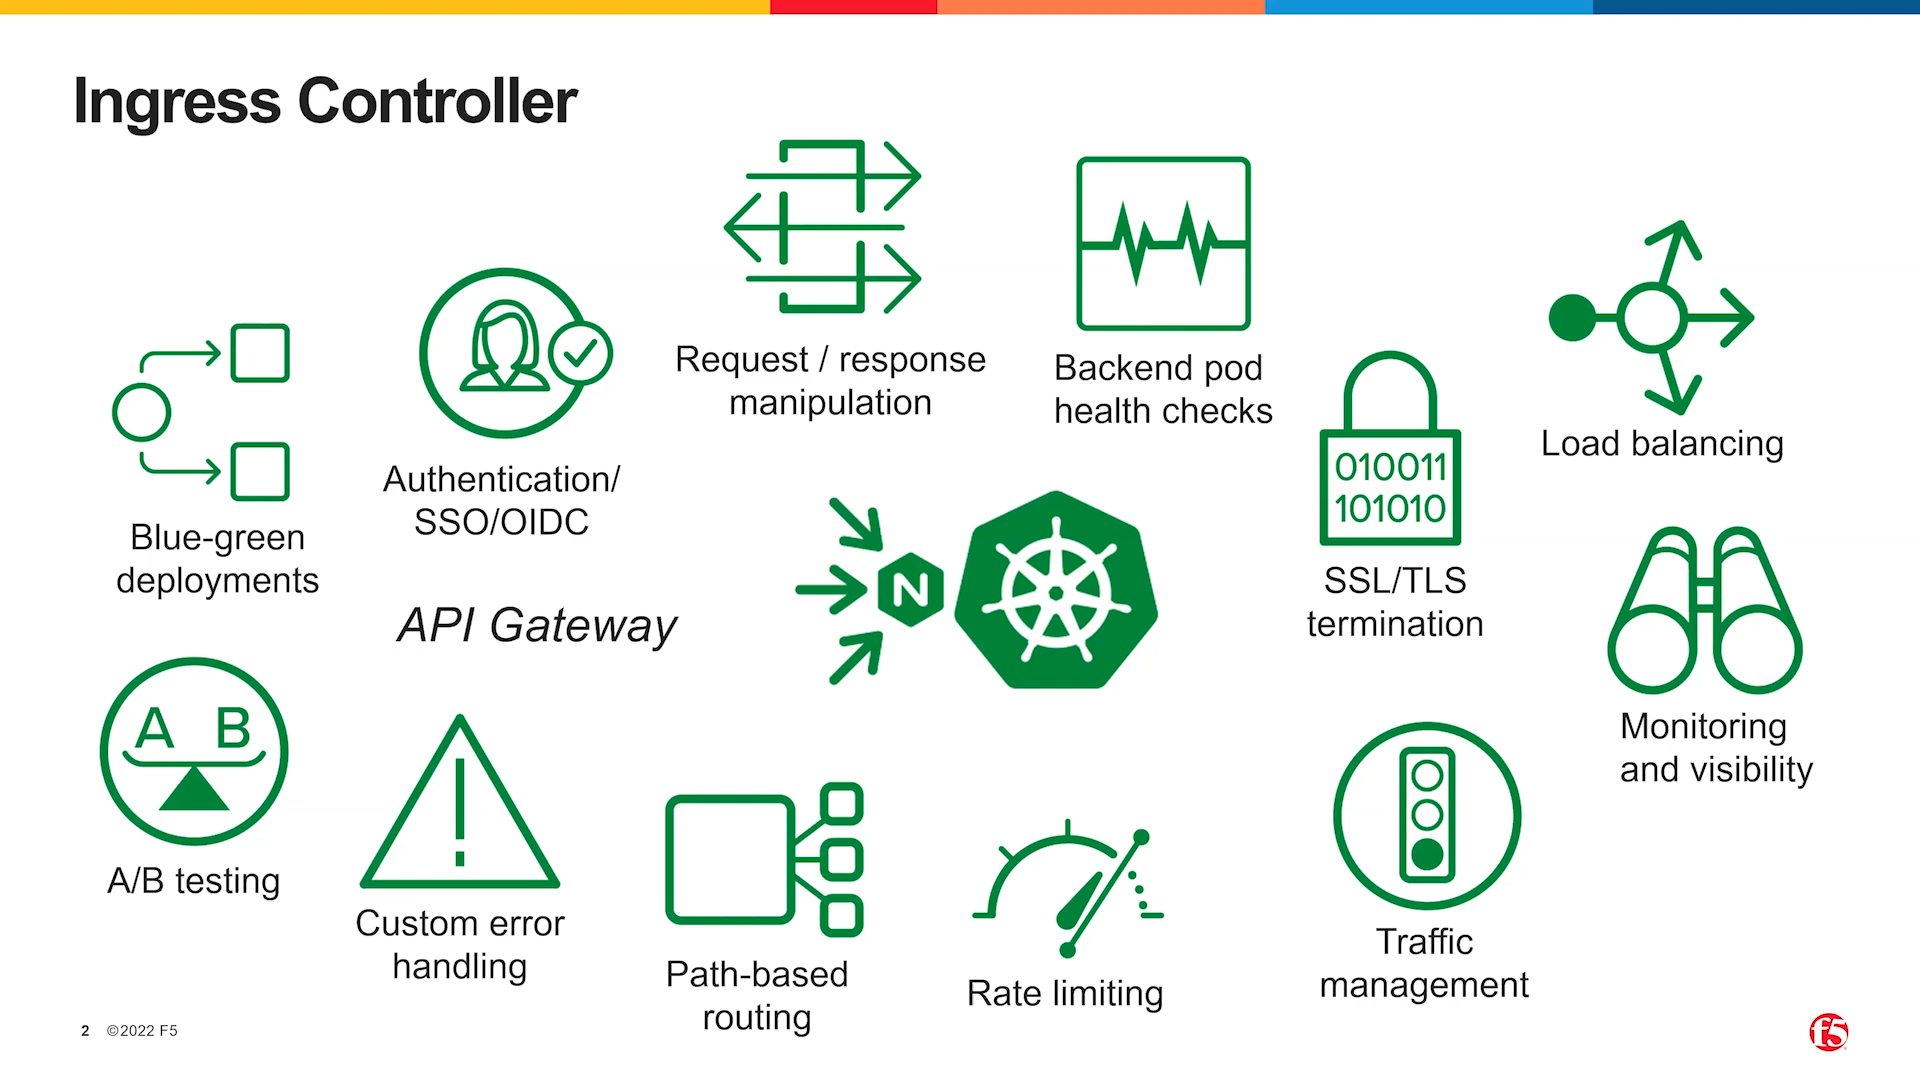 Ingress Controller
Request / response
manipulation
Backend pod
health checks
Load balancing
Authentication/
SSO/OIDC
Blue-green
deployments
010011
101010
SSL/TLS
termination
API Gateway
N
Monitoring
and visibility
A B
A/B testing
Custom error
handling
Path-based
routing
Rate limiting
Traffic
management
2 ©2022 F5
f5